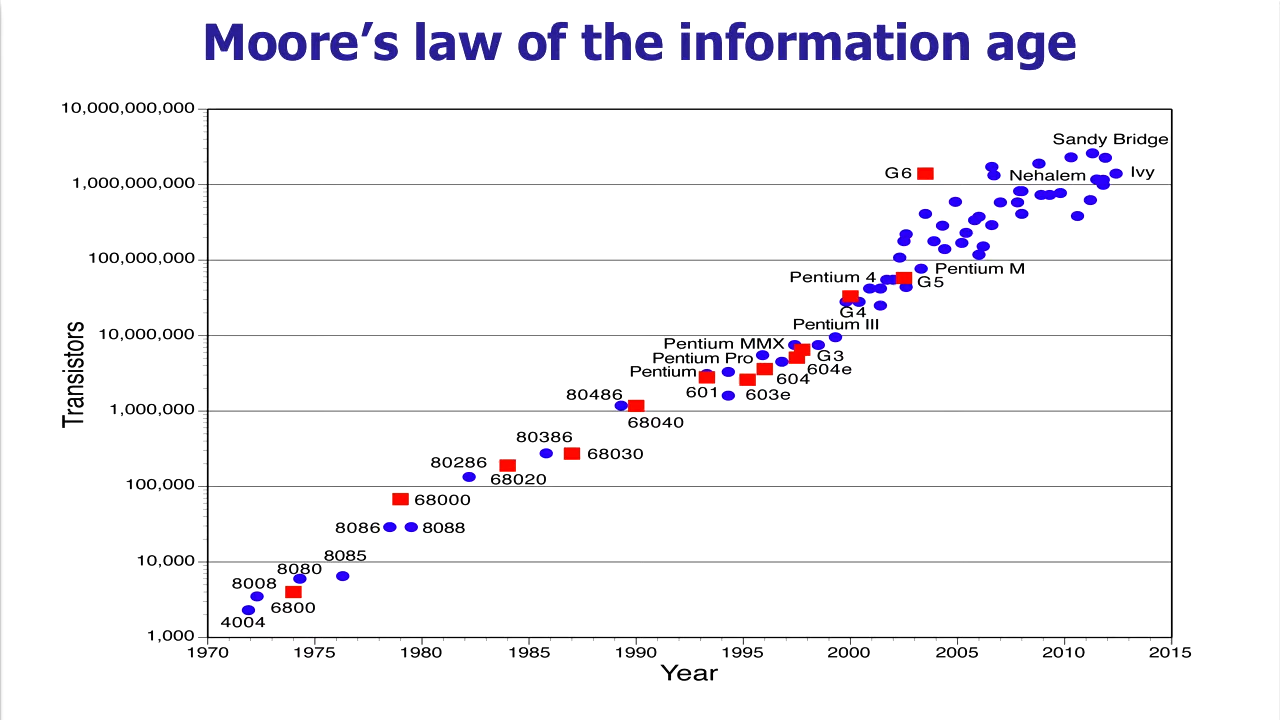 Moore’s law of the information age
10,000,000,000
1,000,000,000
100,000,000
10,000,000
1,000,000
100,000
10,000
1,000
Transistors
Sandy Bridge
G6
Nehalem
Ivy
Pentium M
Pentium 4
G5
G4
Pentium III
Pentium MMX
G3
Pentium Pro
604e
Pentium
604
601
603e
80486
68040
80386
68030
80286
68020
68000
8086
8088
8085
8080
8008
6800
4004
1970
1975
1980
1985
1990
1995
2000
2005
2010
2015
Year